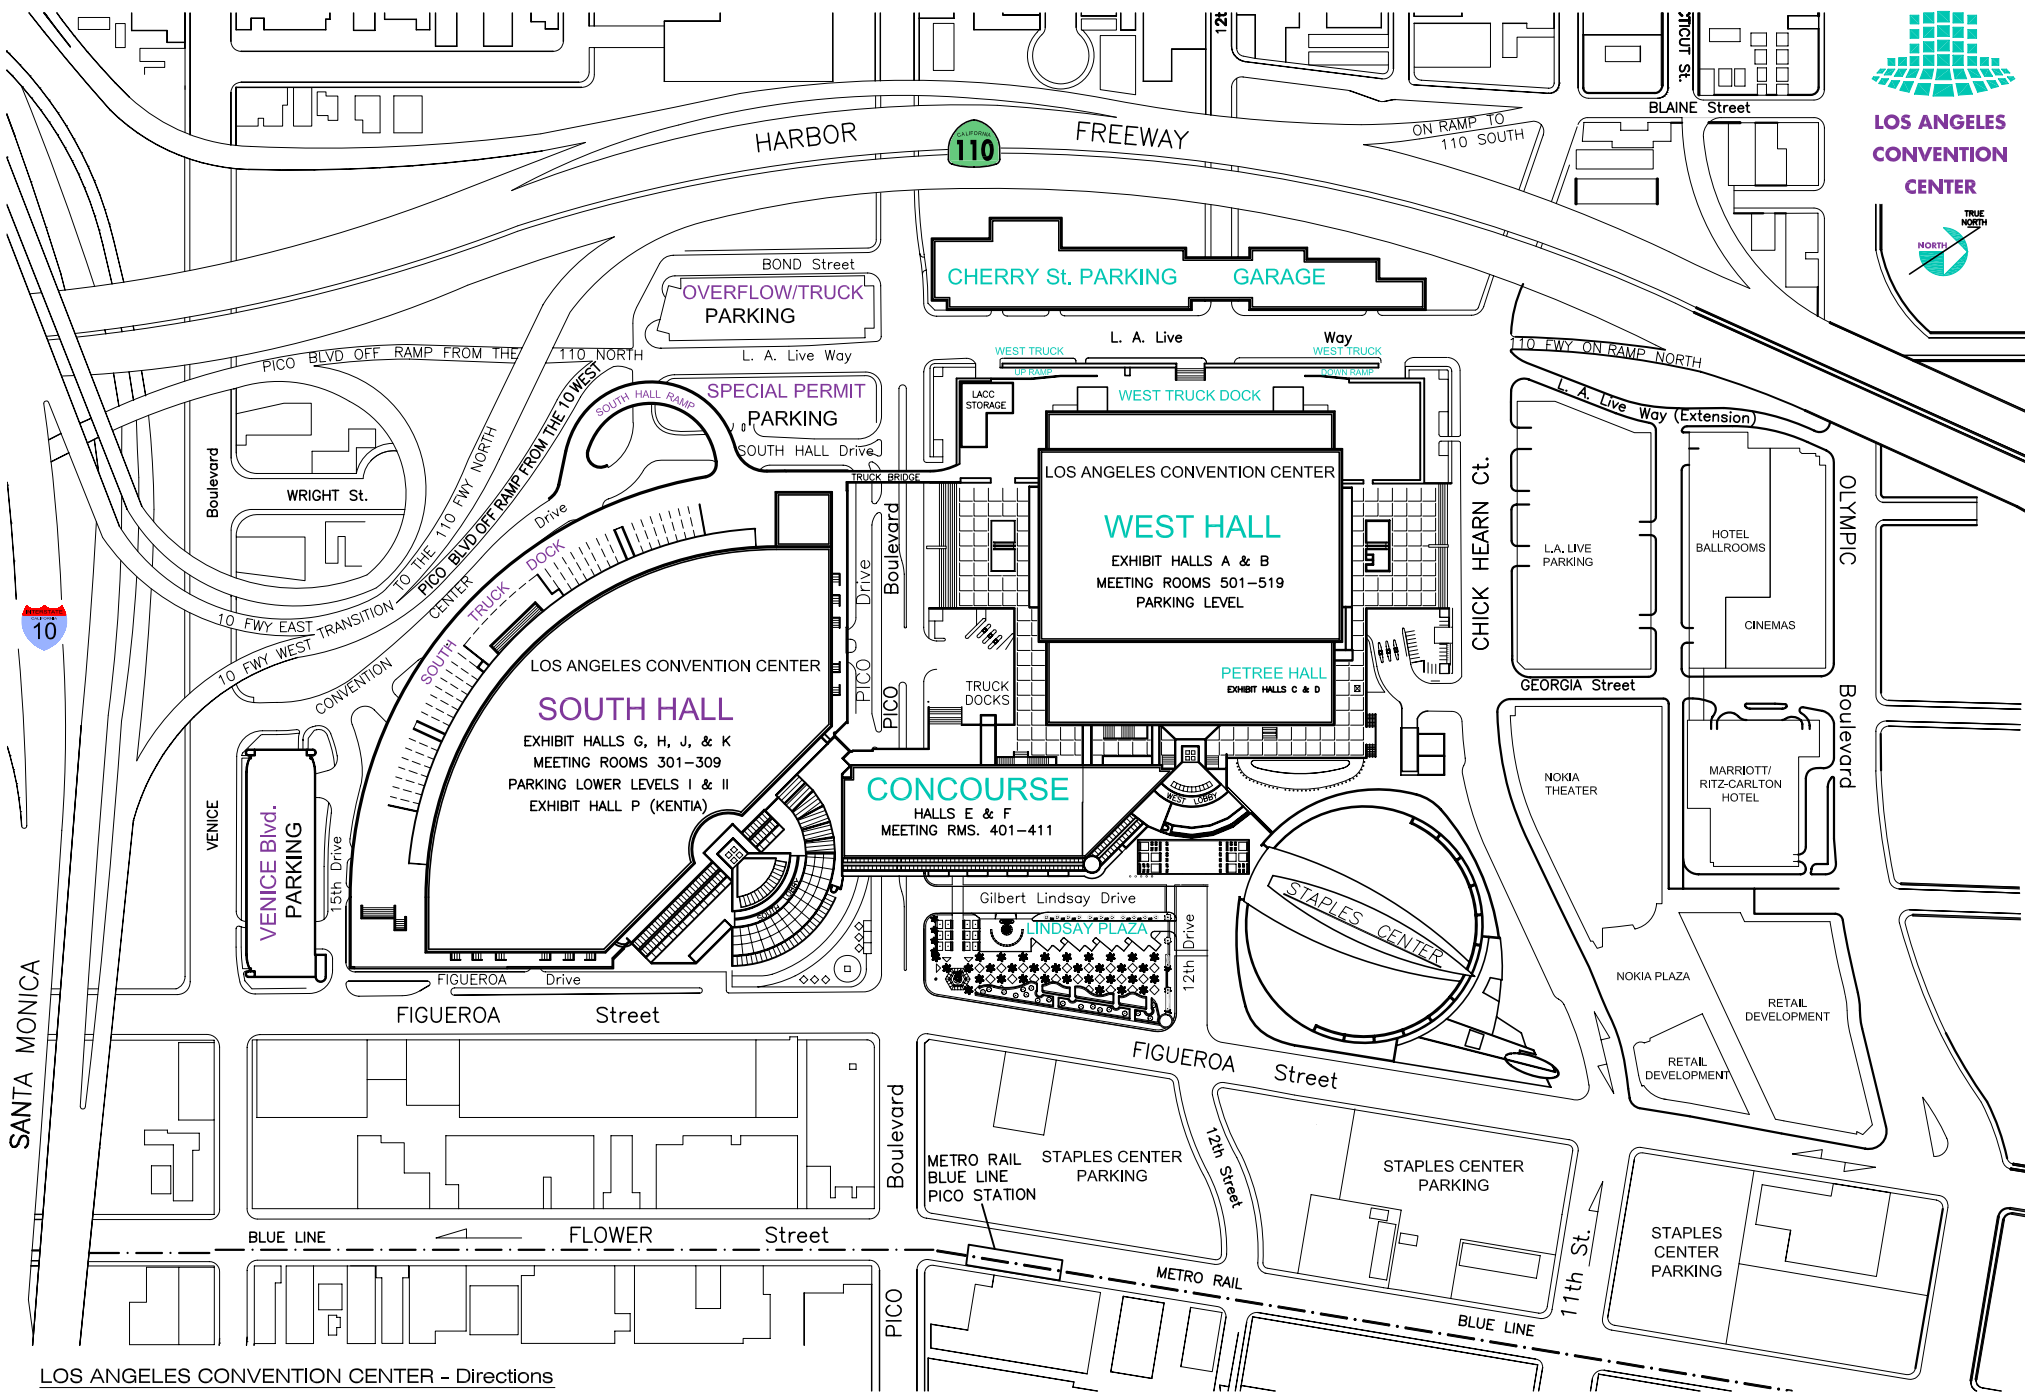 12t
CTICUT St.
BLAINE Street
LOS ANGELES
CONVENTION
CENTER
TRUE
NORTH
NORTH
HARBOR
CALIFORNIA
110
FREEWAY
ON RAMP TO
110 SOUTH
BOND Street
OVERFLOW/TRUCK
PARKING
CHERRY St. PARKING
GARAGE
L. A. Live Way
L. A. Live
Way
WEST TRUCK
UP RAMP
WEST TRUCK
DOWN RAMP
110 FWY ON RAMP NORTH
L. A. Live Way (Extension)
PICO BLVD OFF RAMP FROM THE 110 NORTH
PICO BLVD OFF RAMP FROM THE 10 WEST
SOUTH HALL RAMP
SPECIAL PERMIT
PARKING
SOUTH HALL Drive
TRUCK BRIDGE
LACC
STORAGE
WEST TRUCK DOCK
LOS ANGELES CONVENTION CENTER
WEST HALL
EXHIBIT HALLS A & B
MEETING ROOMS 501-519
PARKING LEVEL
PETREE HALL
EXHIBIT HALLS C & D
CHICK HEARN Ct.
L.A. LIVE
PARKING
HOTEL
BALLROOMS
CINEMAS
OLYMPIC
Boulevard
GEORGIA Street
Boulevard
VENICE
WRIGHT St.
10 FWY EAST
TRANSITION TO THE 110 FWY NORTH
10 FWY WEST
CONVENTION CENTER Drive
INTERSTATE
CALIFORNIA
10
SOUTH TRUCK DOCK
LOS ANGELES CONVENTION CENTER
SOUTH HALL
EXHIBIT HALLS G, H, J, & K
MEETING ROOMS 301-309
PARKING LOWER LEVELS I & II
EXHIBIT HALL P (KENTIA)
PICO Drive
PICO Boulevard
TRUCK
DOCKS
CONCOURSE
HALLS E & F
MEETING RMS. 401-411
WEST LOBBY
SOUTH LOBBY
NOKIA
THEATER
MARRIOTT/
RITZ-CARLTON
HOTEL
VENICE Blvd.
PARKING
15th Drive
Gilbert Lindsay Drive
LINDSAY PLAZA
12th Drive
STAPLES CENTER
NOKIA PLAZA
RETAIL
DEVELOPMENT
RETAIL
DEVELOPMENT
FIGUEROA Drive
FIGUEROA Street
FIGUEROA Street
SANTA MONICA
PICO Boulevard
METRO RAIL
BLUE LINE
PICO STATION
STAPLES CENTER
PARKING
12th Street
STAPLES CENTER
PARKING
11th St.
STAPLES
CENTER
PARKING
BLUE LINE
FLOWER Street
METRO RAIL
BLUE LINE
LOS ANGELES CONVENTION CENTER - Directions